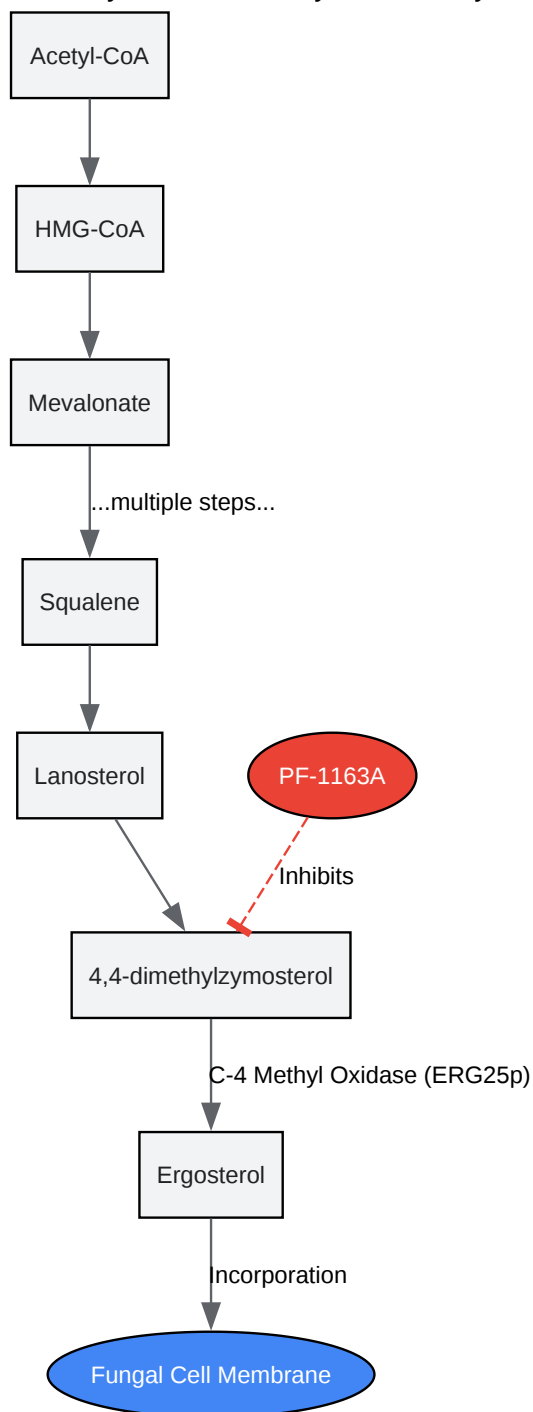 Acetyl-CoA
HMG-CoA
Mevalonate
...multiple steps...
Squalene
Lanosterol
PF-1163A
Inhibits
4,4-dimethylzymosterol
C-4 Methyl Oxidase (ERG25p)
Ergosterol
Incorporation
Fungal Cell Membrane